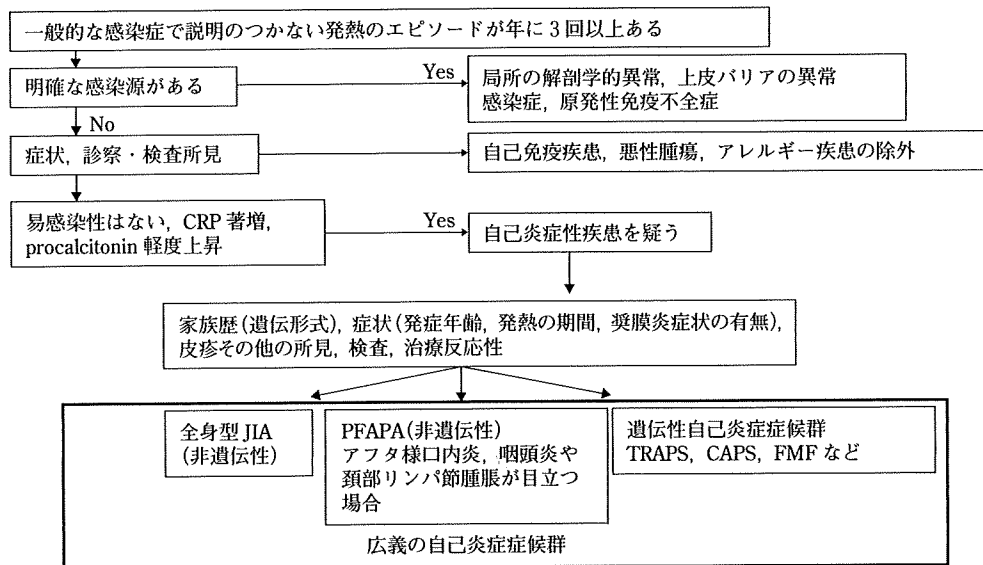 一般的な感染症で説明のつかない発熱のエピソードが年に3回以上ある
明確な感染源がある
Yes
局所の解剖学的異常，上皮バリアの異常
感染症，原発性免疫不全症
No
症状，診察・検査所見
自己免疫疾患，悪性腫瘍，アレルギー疾患の除外
易感染性はない，CRP 著増，
procalcitonin 軽度上昇
Yes
自己炎症性疾患を疑う
家族歴(遺伝形式)，症状(発症年齢，発熱の期間，奨膜炎症状の有無)，
皮疹その他の所見，検査，治療反応性
全身型 JIA
(非遺伝性)
PFAPA(非遺伝性)
アフタ様口内炎，咽頭炎や
頚部リンパ節腫脹が目立つ
場合
遺伝性自己炎症症候群
TRAPS，CAPS，FMF など
広義の自己炎症症候群